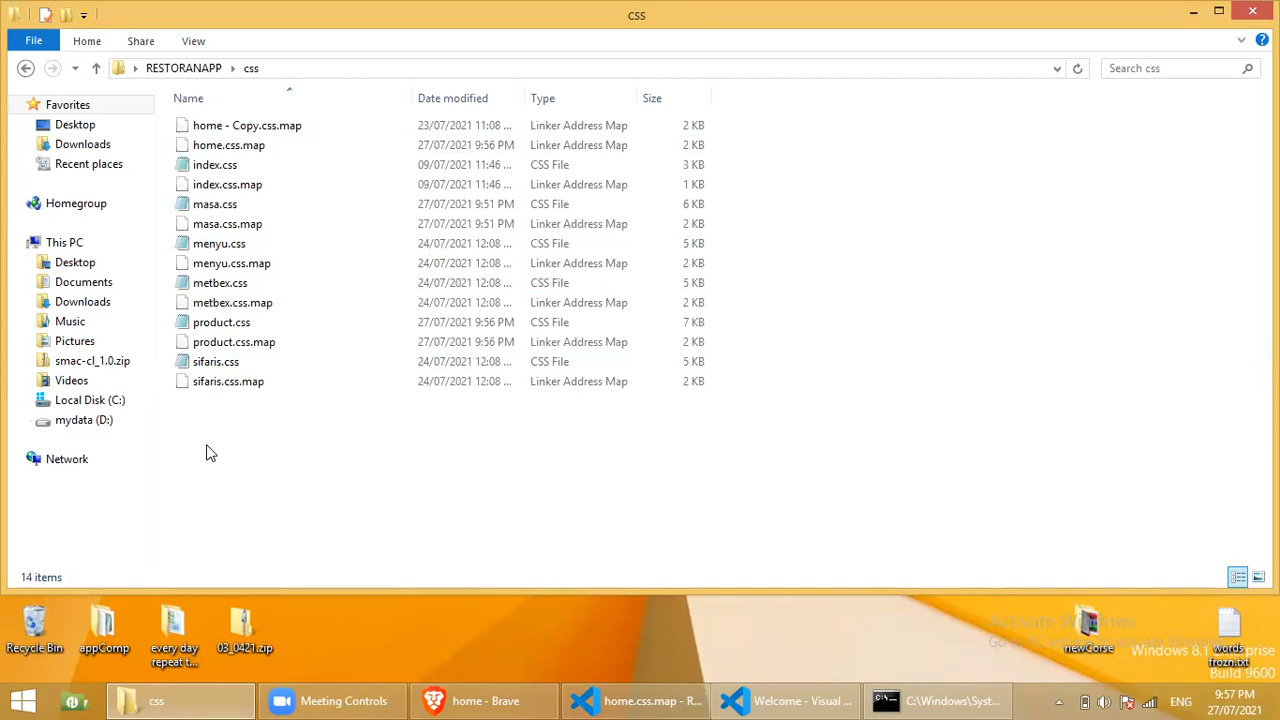 CSS
File Home Share View
RESTORANAPP css Search css
Name Date modified Type Size
home - Copy.css.map 23/07/2021 11:08 ... Linker Address Map 2 KB
home.css.map 27/07/2021 9:56 PM Linker Address Map 2 KB
index.css 09/07/2021 11:46 ... CSS File 3 KB
index.css.map 09/07/2021 11:46 ... Linker Address Map 1 KB
masa.css 27/07/2021 9:51 PM CSS File 6 KB
masa.css.map 27/07/2021 9:51 PM Linker Address Map 2 KB
menyu.css 24/07/2021 12:08 ... CSS File 5 KB
menyu.css.map 24/07/2021 12:08 ... Linker Address Map 2 KB
metbex.css 24/07/2021 12:08 ... CSS File 5 KB
metbex.css.map 24/07/2021 12:08 ... Linker Address Map 2 KB
product.css 27/07/2021 9:56 PM CSS File 7 KB
product.css.map 27/07/2021 9:56 PM Linker Address Map 2 KB
sifaris.css 24/07/2021 12:08 ... CSS File 5 KB
sifaris.css.map 24/07/2021 12:08 ... Linker Address Map 2 KB
Favorites
Desktop
Downloads
Recent places
Homegroup
This PC
Desktop
Documents
Downloads
Music
Pictures
smac-cl_1.0.zip
Videos
Local Disk (C:)
mydata (D:)
Network
14 items
Recycle Bin
appComp
every day
repeat t...
03_0421.zip
newCorse
words
frozn.txt
Activate Windows
Windows 8.1 Enterprise
Build 9600
css
Meeting Controls
home - Brave
home.css.map - R...
Welcome - Visual ...
C:\Windows\Syst...
ENG
9:57 PM
27/07/2021